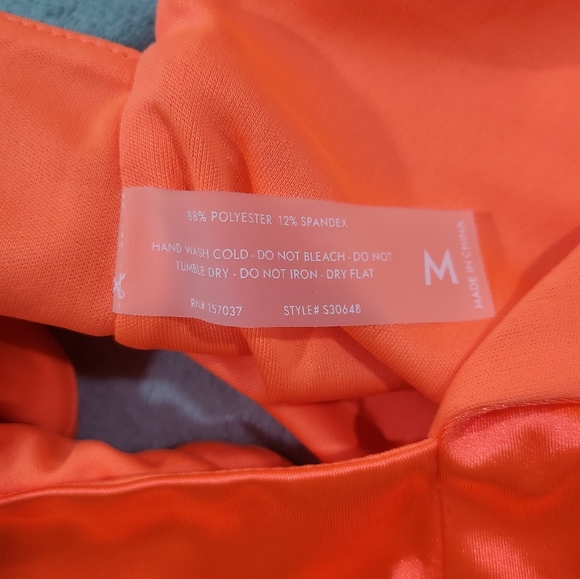 88% POLYESTER 12% SPANDEX
HAND WASH COLD - DO NOT BLEACH - DO NOT
TUMBLE DRY - DO NOT IRON - DRY FLAT
RN# 157037 STYLE# S3064B
M
MADE IN CHINA